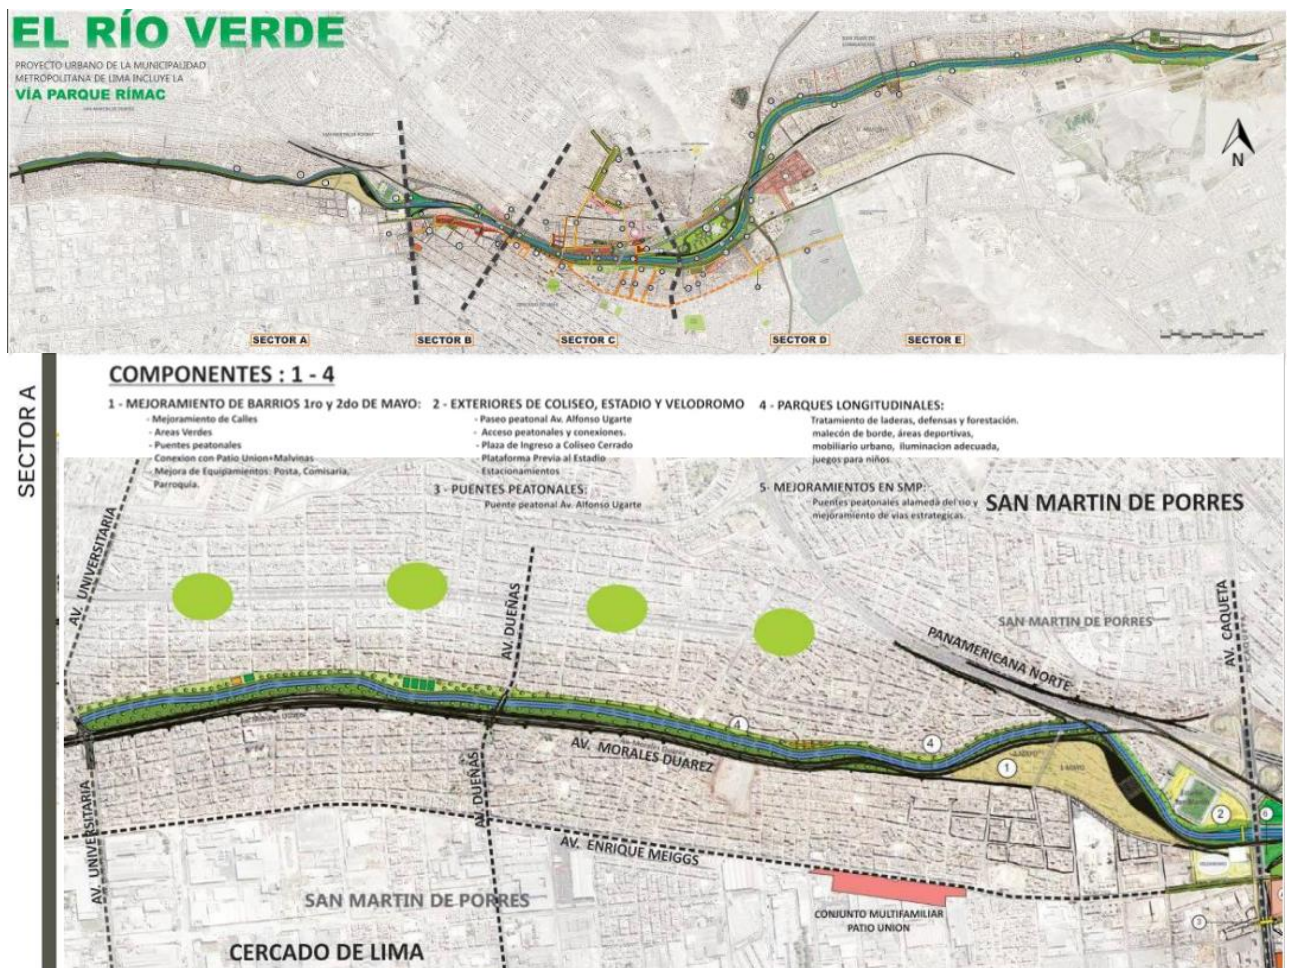 EL RÍO VERDE
PROYECTO URBANO DE LA MUNICIPALIDAD
METROPOLITANA DE LIMA INCLUYE LA
VÍA PARQUE RÍMAC
N
SECTOR A
SECTOR B
SECTOR C
SECTOR D
SECTOR E
SECTOR A
COMPONENTES : 1 - 4
1 - MEJORAMIENTO DE BARRIOS 1ro y 2do DE MAYO:
- Mejoramiento de Calles
- Areas Verdes
- Puentes peatonales
- Conexion con Patio Union+Malvinas
- Mejora de Equipamientos: Posta, Comisaria,
Parroquia.
2 - EXTERIORES DE COLISEO, ESTADIO Y VELODROMO
- Paseo peatonal Av. Alfonso Ugarte
- Acceso peatonales y conexiones.
- Plaza de Ingreso a Coliseo Cerrado
- Plataforma Previa al Estadio
Estacionamientos
3 - PUENTES PEATONALES:
Puente peatonal Av. Alfonso Ugarte
4 - PARQUES LONGITUDINALES:
Tratamiento de laderas, defensas y forestación.
malecón de borde, áreas deportivas,
mobiliario urbano, iluminacion adecuada,
juegos para niños.
5- MEJORAMIENTOS EN SMP:
Puentes peatonales alameda del rio y
mejoramiento de vias estrategicas.
SAN MARTIN DE PORRES
AV. UNIVERSITARIA
AV. DUEÑAS
SAN MARTIN DE PORRES
PANAMERICANA NORTE
AV. CAQUETA
4
4
1
2
6
AV. MORALES DUAREZ
AV. UNIVERSITARIA
AV. DUEÑAS
AV. ENRIQUE MEIGGS
SAN MARTIN DE PORRES
CONJUNTO MULTIFAMILIAR
PATIO UNION
3
CERCADO DE LIMA